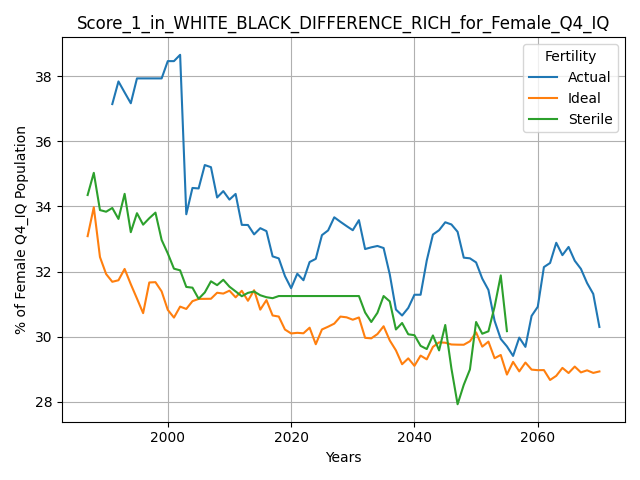 Score_1_in_WHITE_BLACK_DIFFERENCE_RICH_for_Female_Q4_IQ
Fertility
Actual
Ideal
Sterile
% of Female Q4_IQ Population
38
36
34
32
30
28
2000
2020
2040
2060
Years